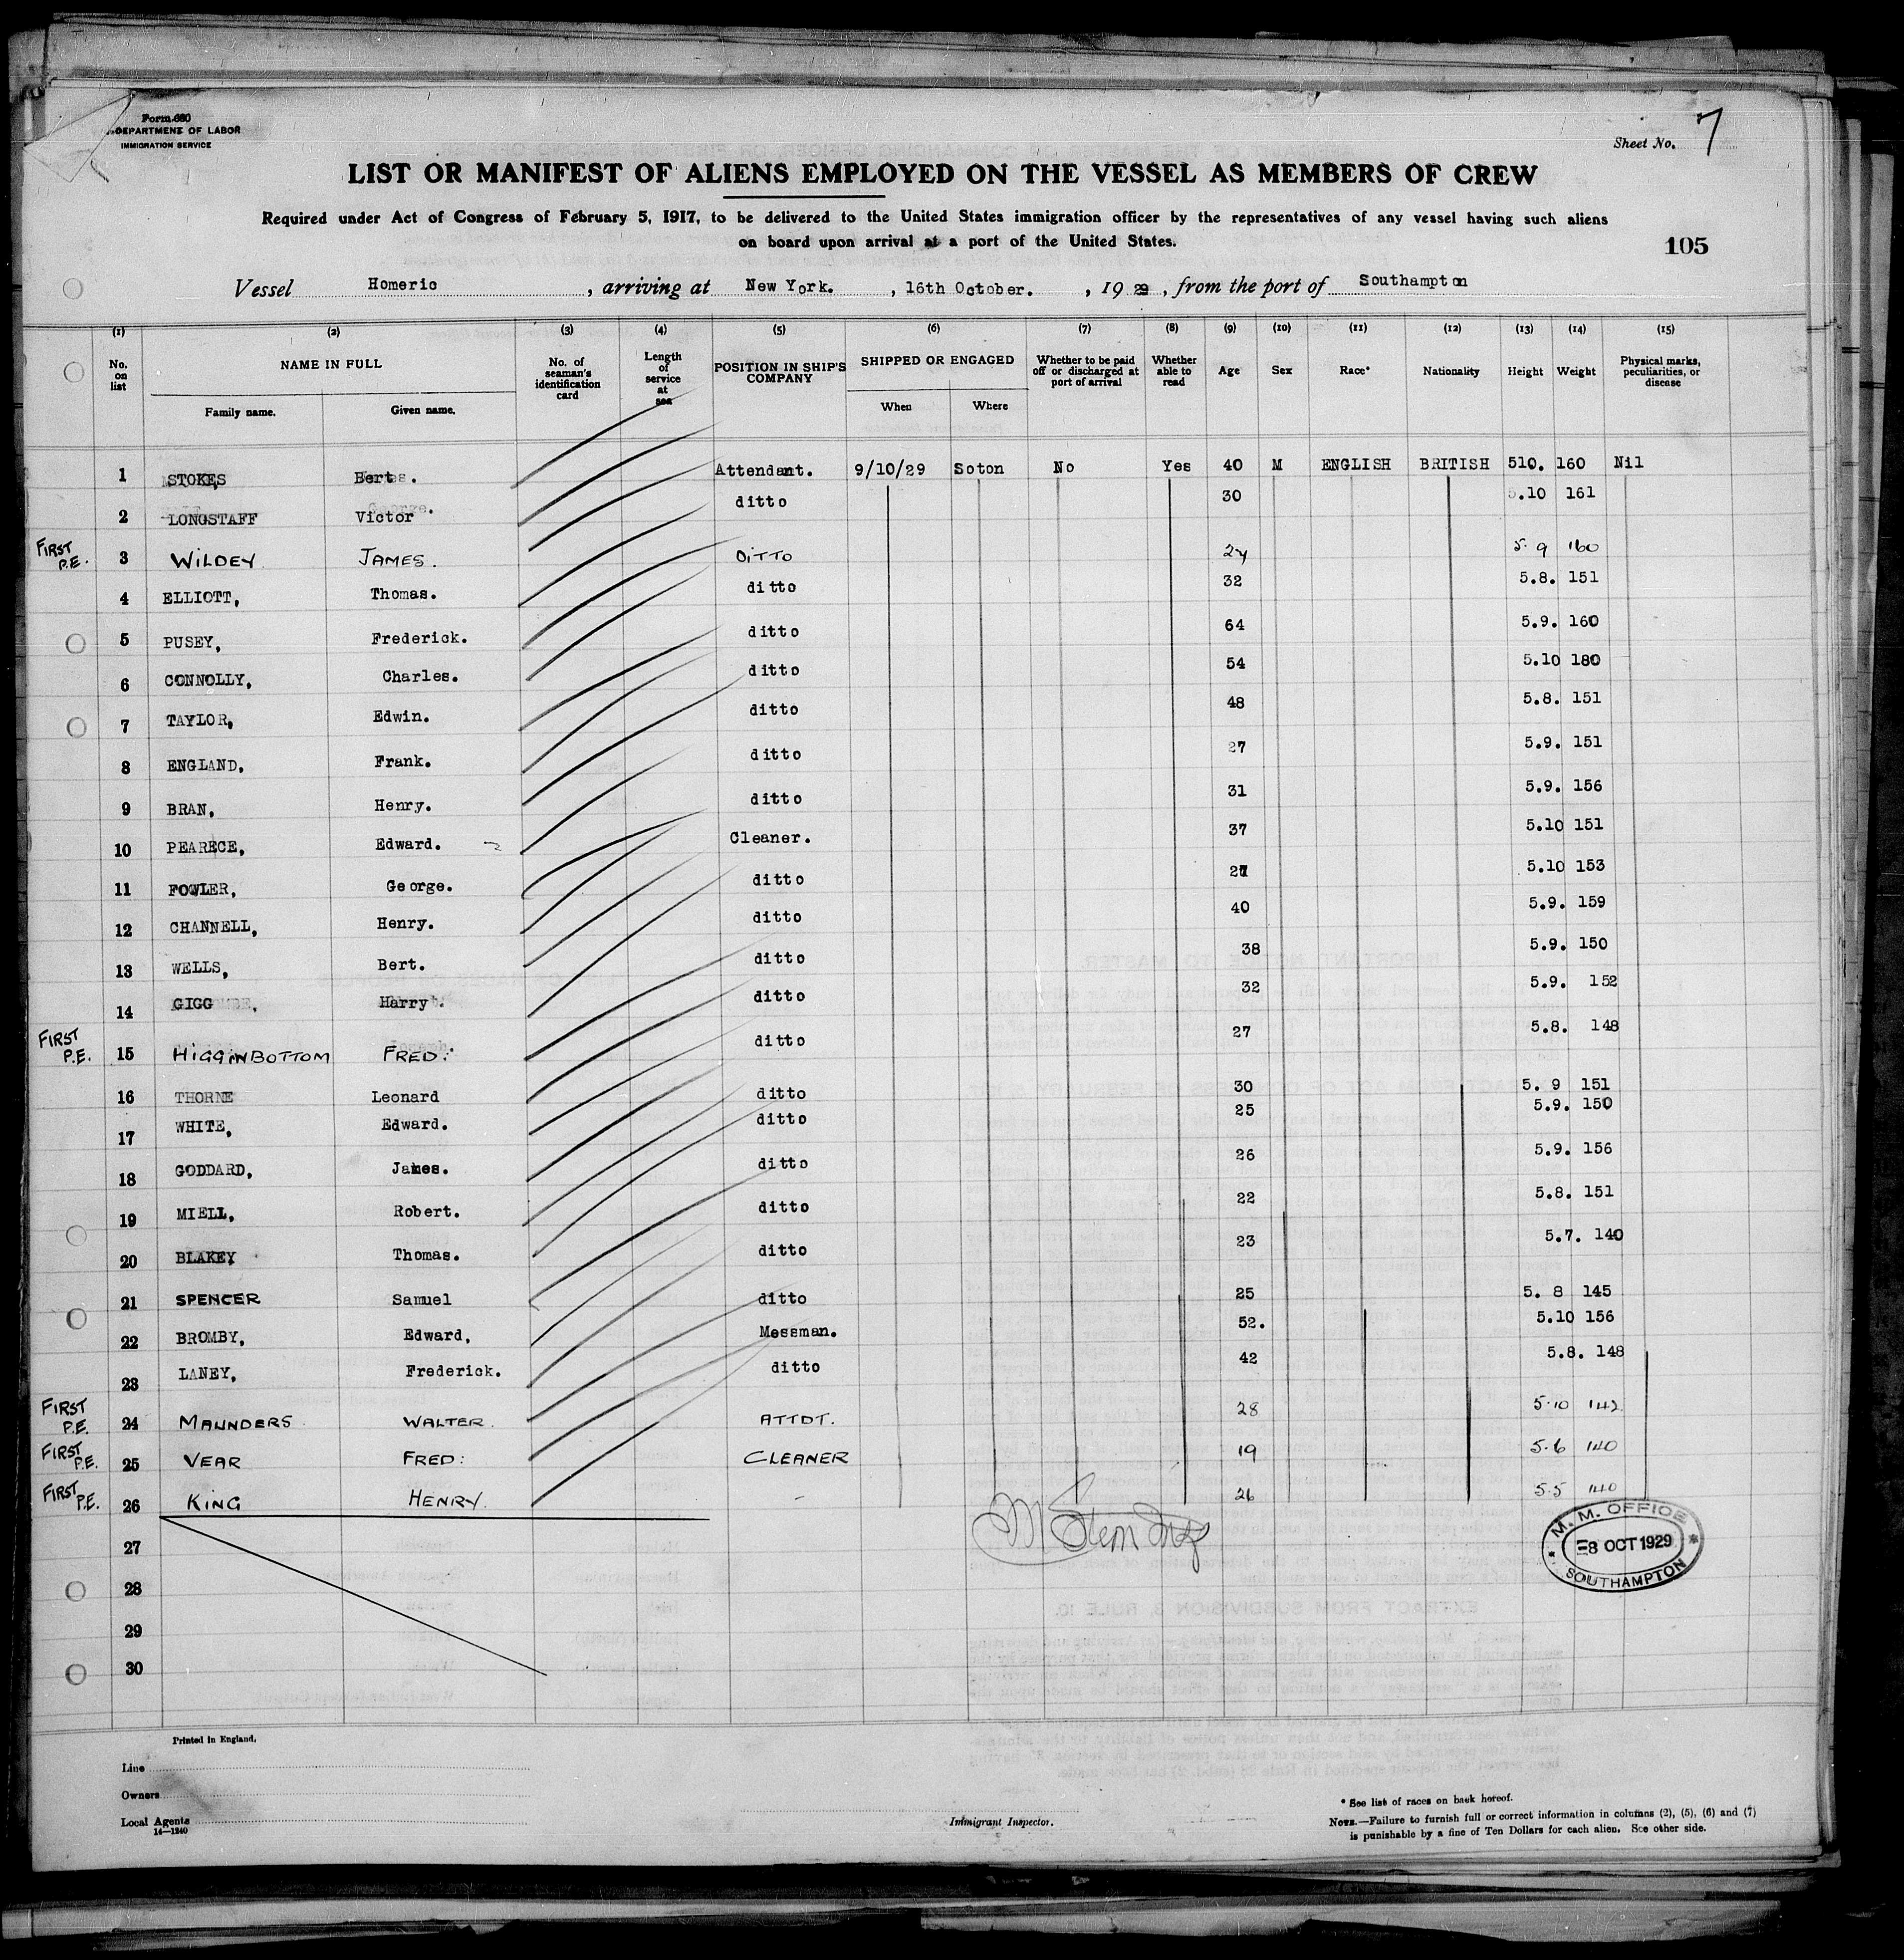 Form 680
DEPARTMENT OF LABOR
IMMIGRATION SERVICE
Sheet No. 7
LIST OR MANIFEST OF ALIENS EMPLOYED ON THE VESSEL AS MEMBERS OF CREW
Required under Act of Congress of February 5, 1917, to be delivered to the United States immigration officer by the representatives of any vessel having such aliens
on board upon arrival at a port of the United States.
105
Vessel Homeric, arriving at New York., 16th October., 1929, from the port of Southampton
(1) (2) (3) (4) (5) (6) (7) (8) (9) (10) (11) (12) (13) (14) (15)
No. on list NAME IN FULL Family name. Given name. No. of seaman's identification card Length of service at sea POSITION IN SHIP'S COMPANY SHIPPED OR ENGAGED When Where Whether to be paid off or discharged at port of arrival Whether able to read Age Sex Race* Nationality Height Weight Physical marks, peculiarities, or disease
1 STOKES Bert. Attendant. 9/10/29 Soton No Yes 40 M ENGLISH BRITISH 510. 160 Nil
2 LONGSTAFF Victor ditto 30 5.10 161
FIRST P.E. 3 WILDEY JAMES. DITTO 24 5.9 160
4 ELLIOTT, Thomas. ditto 32 5.8. 151
5 PUSEY, Frederick. ditto 64 5.9. 160
6 CONNOLLY, Charles. ditto 54 5.10 180
7 TAYLOR, Edwin. ditto 48 5.8. 151
8 ENGLAND, Frank. ditto 27 5.9. 151
9 BRAN, Henry. ditto 31 5.9. 156
10 PEARECE, Edward. Cleaner. 37 5.10 151
11 FOWLER, George. ditto 5.10 153
12 CHANNELL, Henry. ditto 40 5.9. 159
13 WELLS, Bert. ditto 38 5.9. 150
14 GIGG Harry. ditto 32 5.9. 152
FIRST P.E. 15 HIGGINBOTTOM FRED: ditto 27 5.8. 148
16 THORNE Leonard ditto 30 5. 9 151
17 WHITE, Edward. ditto 25 5.9. 150
18 GODDARD, James. ditto 26 5.9. 156
19 MIELL, Robert. ditto 22 5.8. 151
20 BLAKEY Thomas. ditto 23 5.7. 140
21 SPENCER Samuel ditto 25 5. 8 145
22 BROMBY, Edward, Messman. 52. 5.10 156
23 LANEY, Frederick. ditto 42 5.8. 148
FIRST P.E. 24 MAUNDERS WALTER. ATTDT. 28 5.10 142
FIRST P.E. 25 VEAR FRED: CLEANER 19 5.6 140
FIRST P.E. 26 KING HENRY. 26 5.5 140
27
28
29
30
M. M. OFFICE
8 OCT 1929
SOUTHAMPTON
Printed in England.
Line
Owners
Local Agents
14—1240
Immigrant Inspector.
* See list of races on back hereof.
NOTE.—Failure to furnish full or correct information in columns (2), (5), (6) and (7)
is punishable by a fine of Ten Dollars for each alien. See other side.